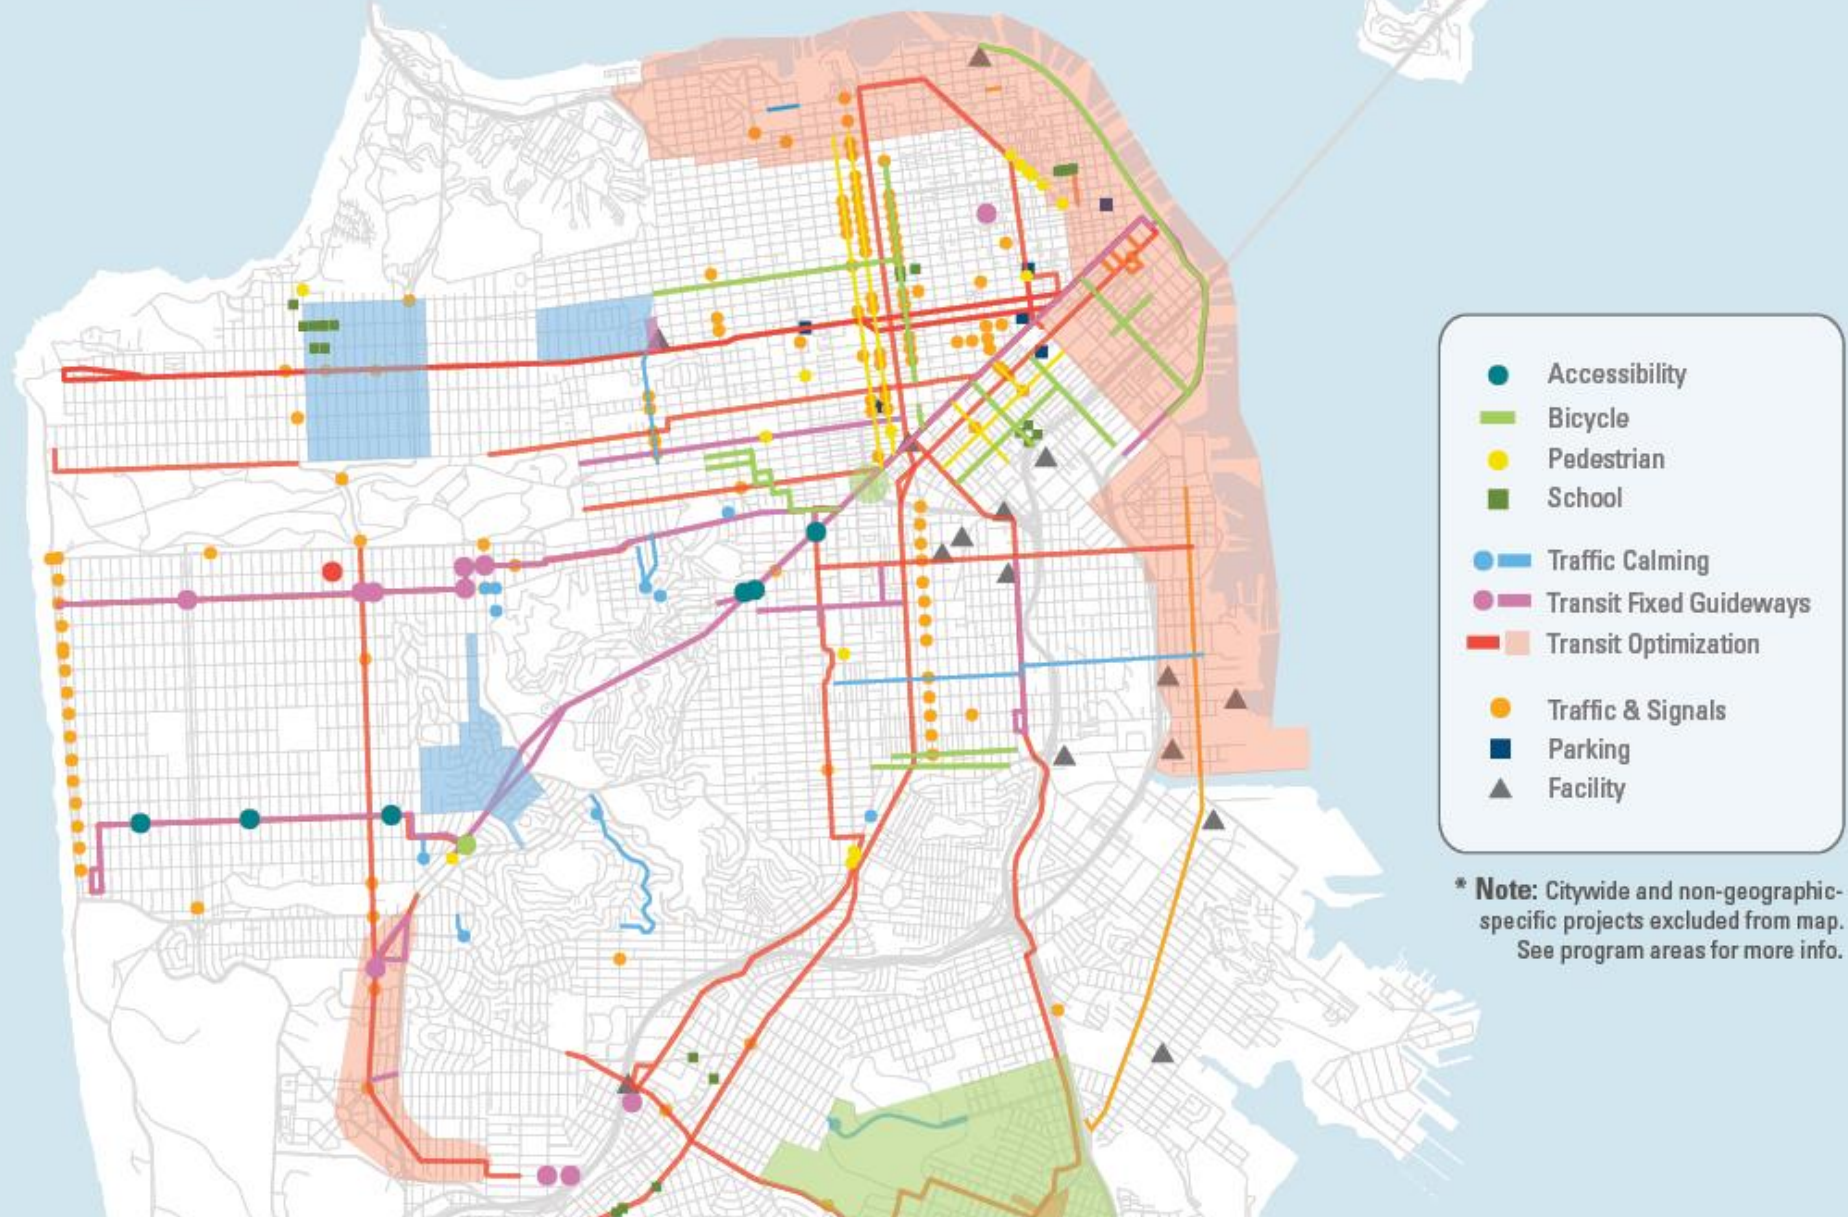 Accessibility
Bicycle
Pedestrian
School
Traffic Calming
Transit Fixed Guideways
Transit Optimization
Traffic & Signals
Parking
Facility
* Note: Citywide and non-geographic-
specific projects excluded from map.
See program areas for more info.